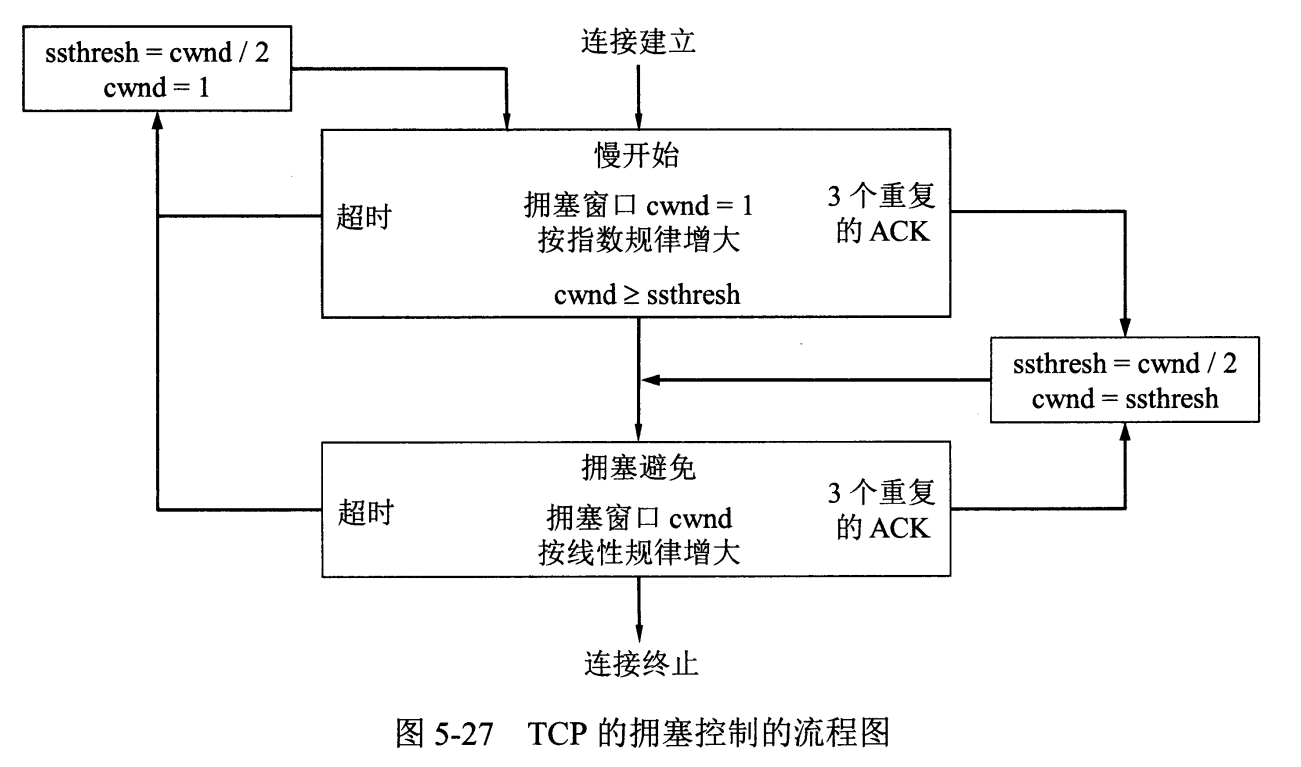 ssthresh = cwnd / 2
cwnd = 1
连接建立
慢开始
超时
拥塞窗口 cwnd = 1
按指数规律增大
3 个重复
的 ACK
cwnd ≥ ssthresh
ssthresh = cwnd / 2
cwnd = ssthresh
拥塞避免
超时
拥塞窗口 cwnd
按线性规律增大
3 个重复
的 ACK
连接终止
图 5-27 TCP 的拥塞控制的流程图